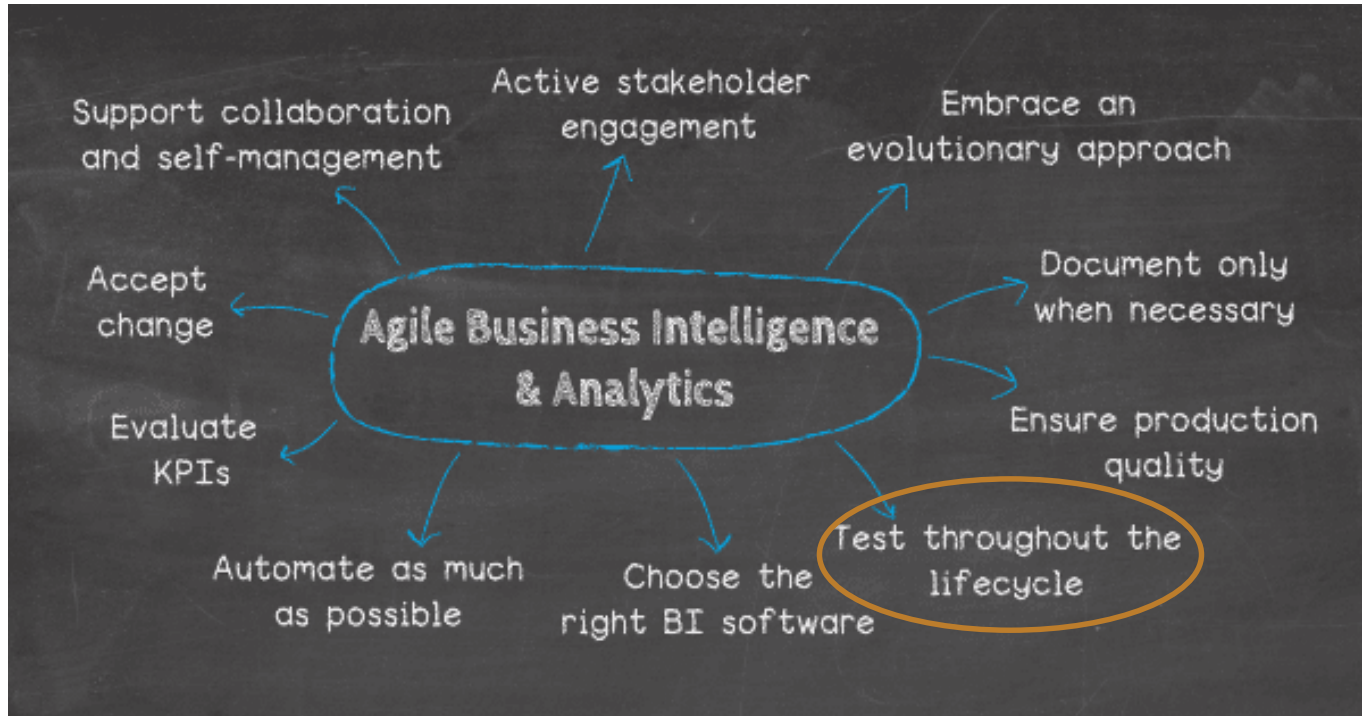 Active stakeholder
engagement
Support collaboration
and self-management
Embrace an
evolutionary approach
Accept
change
Agile Business Intelligence
& Analytics
Document only
when necessary
Evaluate
KPIs
Ensure production
quality
Automate as much
as possible
Choose the
right BI software
Test throughout the
lifecycle